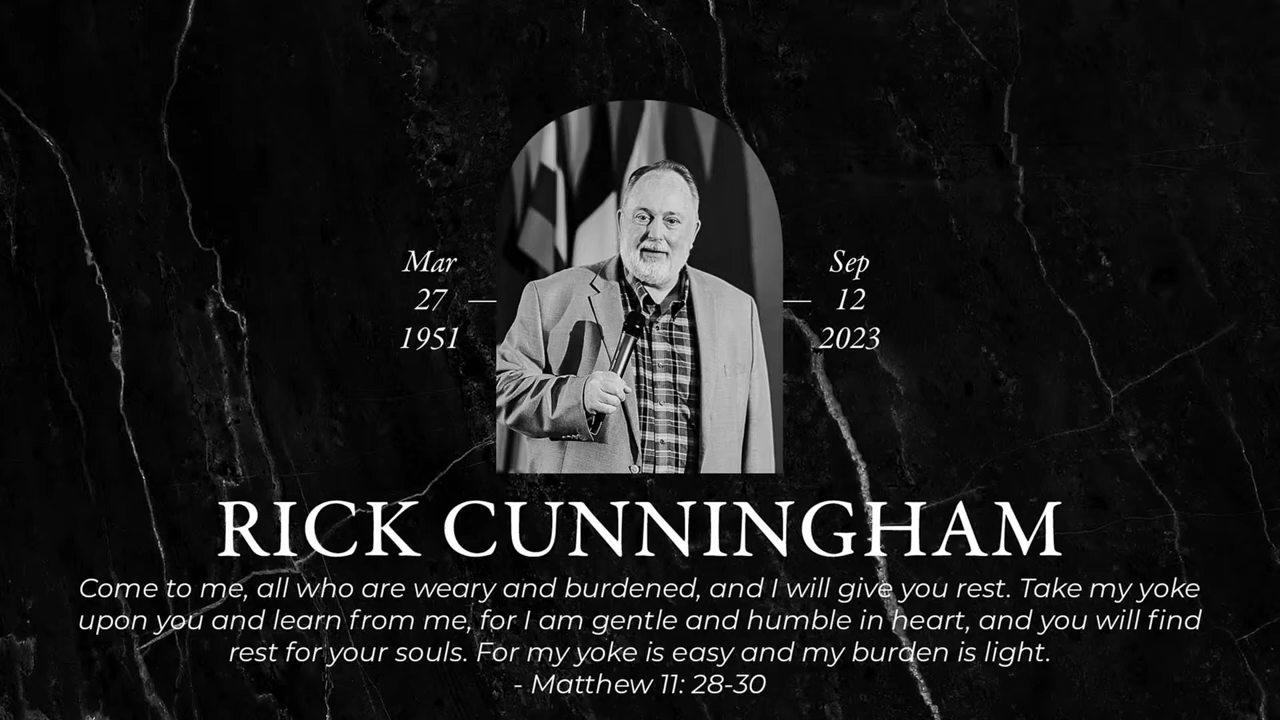 Mar
27
1951
Sep
12
2023
RICK CUNNINGHAM
Come to me, all who are weary and burdened, and I will give you rest. Take my yoke
upon you and learn from me, for I am gentle and humble in heart, and you will find
rest for your souls. For my yoke is easy and my burden is light.
- Matthew 11: 28-30